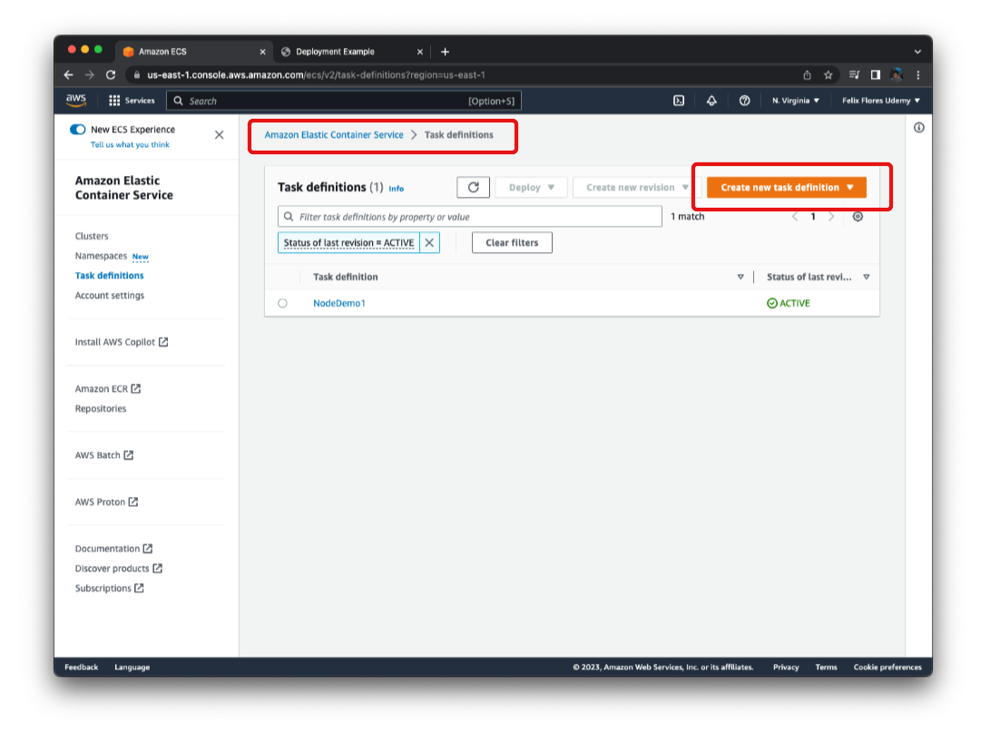 Amazon ECS
Deployment Example
us-east-1.console.aws.amazon.com/ecs/v2/task-definitions?region=us-east-1
aws Services Search [Option+S] N. Virginia Felix Flores Udemy
New ECS Experience
Tell us what you think
Amazon Elastic
Container Service
Clusters
Namespaces New
Task definitions
Account settings
Install AWS Copilot
Amazon ECR
Repositories
AWS Batch
AWS Proton
Documentation
Discover products
Subscriptions
Amazon Elastic Container Service > Task definitions
Task definitions (1) Info Deploy Create new revision Create new task definition
Filter task definitions by property or value 1 match 1
Status of last revision = ACTIVE Clear filters
Task definition Status of last revi...
NodeDemo1 ACTIVE
Feedback Language © 2023, Amazon Web Services, Inc. or its affiliates. Privacy Terms Cookie preferences